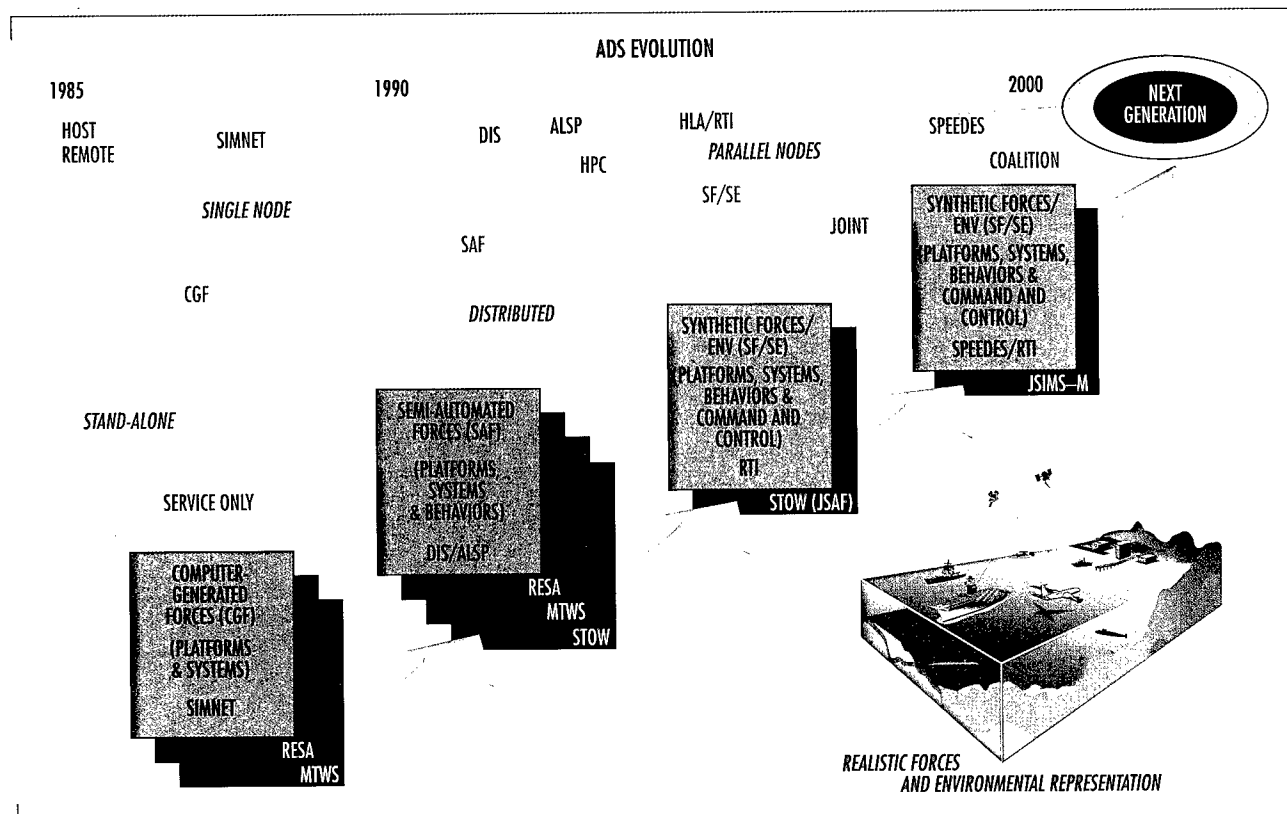 ADS EVOLUTION
1985
1990
2000
NEXT
GENERATION
HOST
REMOTE
SIMNET
DIS
ALSP
HPC
HLA/RTI
PARALLEL NODES
SPEEDES
COALITION
SINGLE NODE
SAF
SF/SE
JOINT
CGF
DISTRIBUTED
STAND-ALONE
SERVICE ONLY
COMPUTER-
GENERATED
FORCES (CGF)
(PLATFORMS
& SYSTEMS)
SIMNET
RESA
MTWS
SEMI-AUTOMATED
FORCES (SAF)
(PLATFORMS
SYSTEMS
& BEHAVIORS)
DIS/ALSP
RESA
MTWS
STOW
SYNTHETIC FORCES/
ENV (SF/SE)
(PLATFORMS, SYSTEMS,
BEHAVIORS &
COMMAND AND
CONTROL)
RTI
STOW (JSAF)
SYNTHETIC FORCES/
ENV (SF/SE)
(PLATFORMS, SYSTEMS,
BEHAVIORS &
COMMAND AND
CONTROL)
SPEEDES/RTI
JSIMS–M
REALISTIC FORCES
AND ENVIRONMENTAL REPRESENTATION